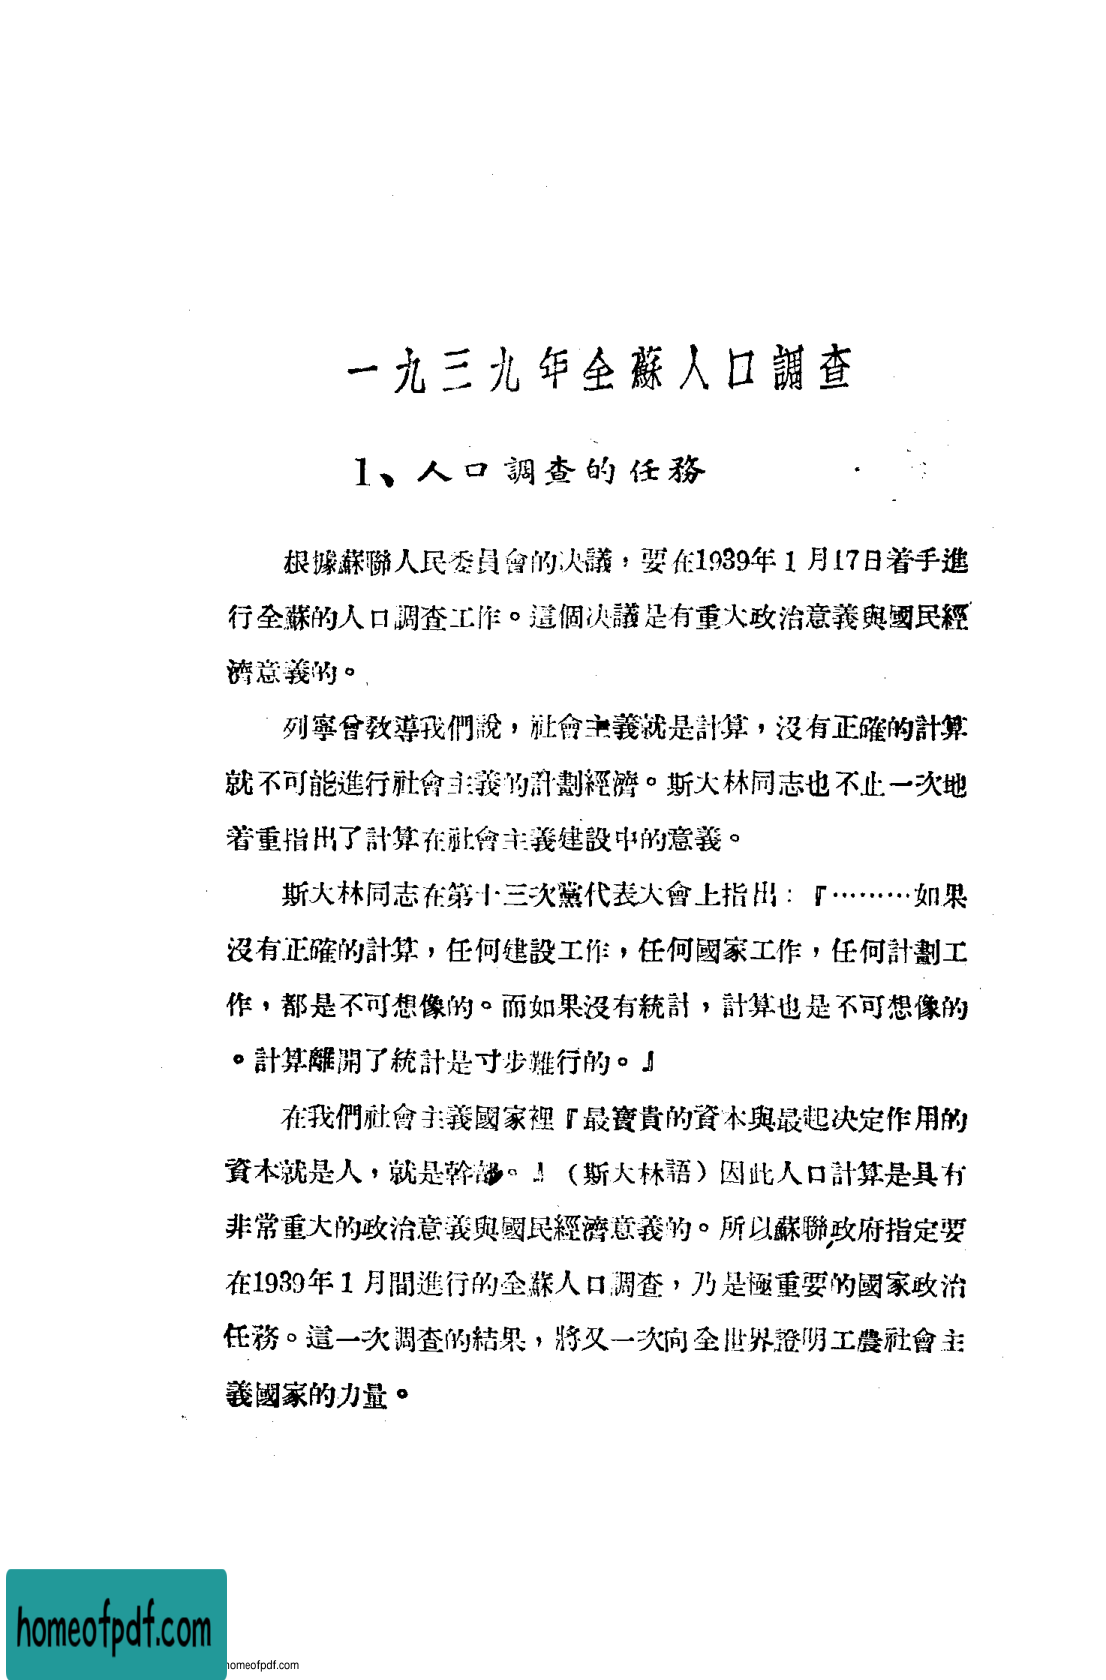 一九三九年全蘇人口調查
1、人口調查的任務
根據蘇聯人民委員會的决議，要在1939年1月17日着手進
行全蘇的人口調查工作。這個决議是有重大政治意義與國民經
濟意義的。
列寧曾敎導我們說，社會主義就是計算，沒有正確的計算
就不可能進行社會主義的計劃經濟。斯大林同志也不止一次地
着重指出了計算在社會主義建設中的意義。
斯大林同志在第十三次黨代表大會上指出：『………如果
沒有正確的計算，任何建設工作，任何國家工作，任何計劃工
作，都是不可想像的。而如果沒有統計，計算也是不可想像的
。計算離開了統計是寸步難行的。』
在我們社會主義國家裡『最寶貴的資本與最起决定作用的
資本就是人，就是幹部。』（斯大林語）因此人口計算是具有
非常重大的政治意義與國民經濟意義的。所以蘇聯政府指定要
在1939年1月間進行的全蘇人口調查，乃是極重要的國家政治
任務。這一次調查的結果，將又一次向全世界證明工農社會主
義國家的力量。
homeofpdf.com
homeofpdf.com